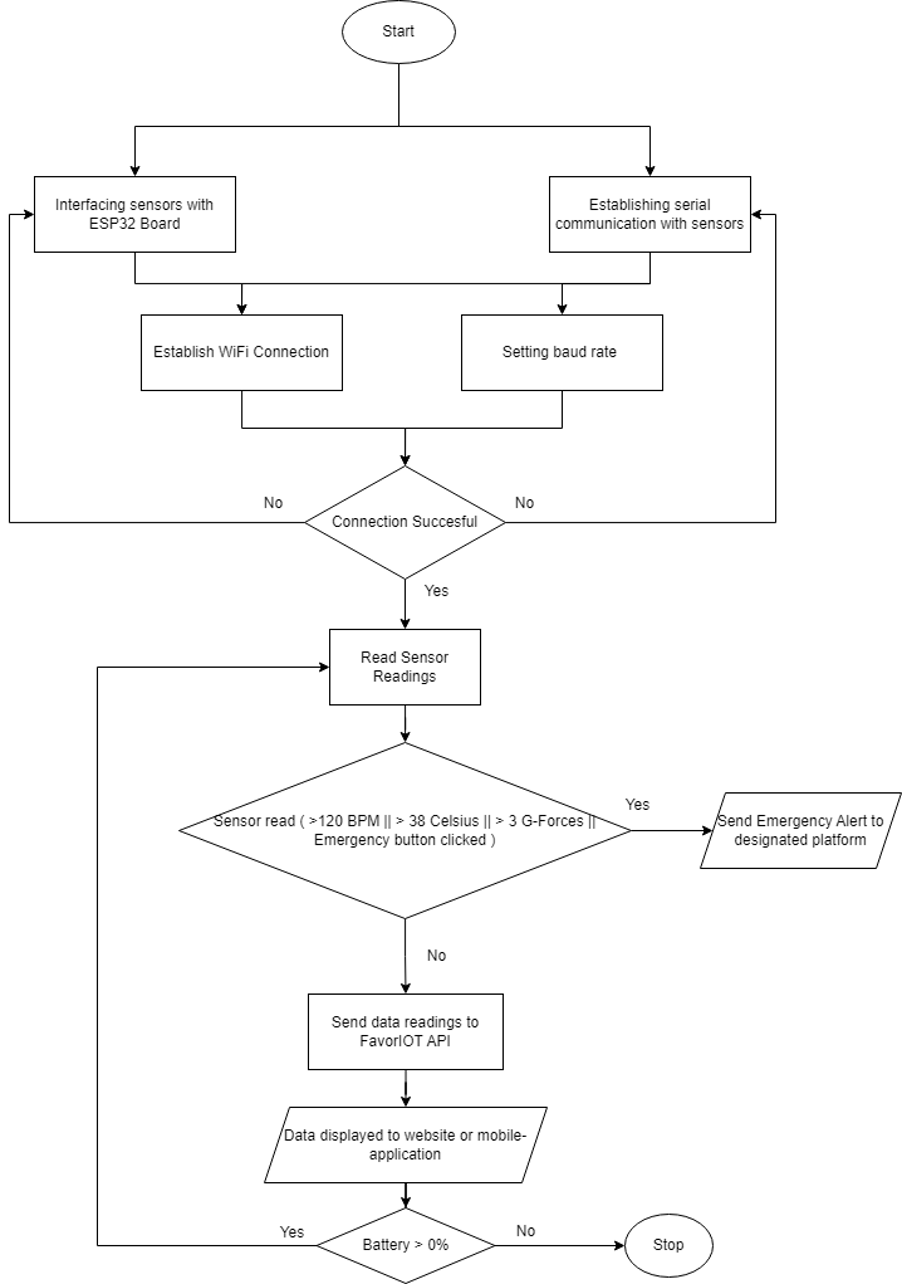 Start
Interfacing sensors with
ESP32 Board
Establishing serial
communication with sensors
Establish WiFi Connection
Setting baud rate
No
Connection Succesful
No
Yes
Read Sensor
Readings
Yes
Sensor read ( >120 BPM || > 38 Celsius || > 3 G-Forces ||
Emergency button clicked )
Send Emergency Alert to
designated platform
No
Send data readings to
FavorIOT API
Data displayed to website or mobile-
application
Yes
Battery > 0%
No
Stop